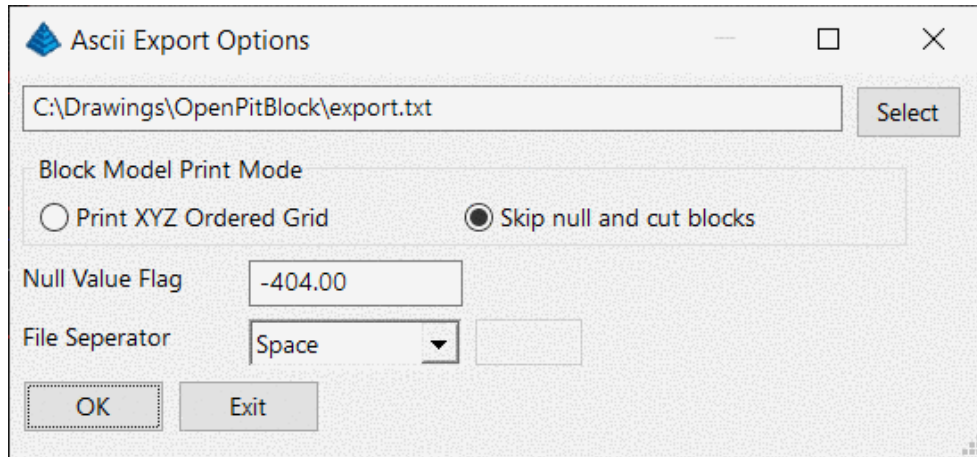 Ascii Export Options
C:\Drawings\OpenPitBlock\export.txt
Select
Block Model Print Mode
Print XYZ Ordered Grid Skip null and cut blocks
Null Value Flag -404.00
File Seperator Space
OK Exit